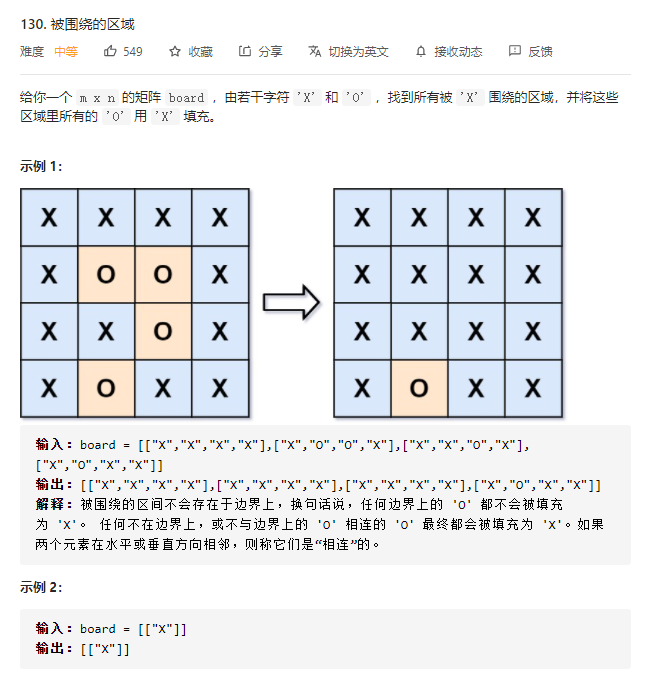 130. 被围绕的区域
难度 中等 549 收藏 分享 切换为英文 接收动态 反馈
给你一个 m x n 的矩阵 board ，由若干字符 'X' 和 'O' ，找到所有被 'X' 围绕的区域，并将这些
区域里所有的 'O' 用 'X' 填充。
示例 1：
X X X X X X X X
X O O X X X X X
X X O X X X X X
X O X X X O X X
输入：board = [["X","X","X","X"],["X","O","O","X"],["X","X","O","X"],
["X","O","X","X"]]
输出：[["X","X","X","X"],["X","X","X","X"],["X","X","X","X"],["X","O","X","X"]]
解释：被围绕的区间不会存在于边界上，换句话说，任何边界上的 'O' 都不会被填充
为 'X'。 任何不在边界上，或不与边界上的 'O' 相连的 'O' 最终都会被填充为 'X'。如果
两个元素在水平或垂直方向相邻，则称它们是“相连”的。
示例 2：
输入：board = [["X"]]
输出：[["X"]]